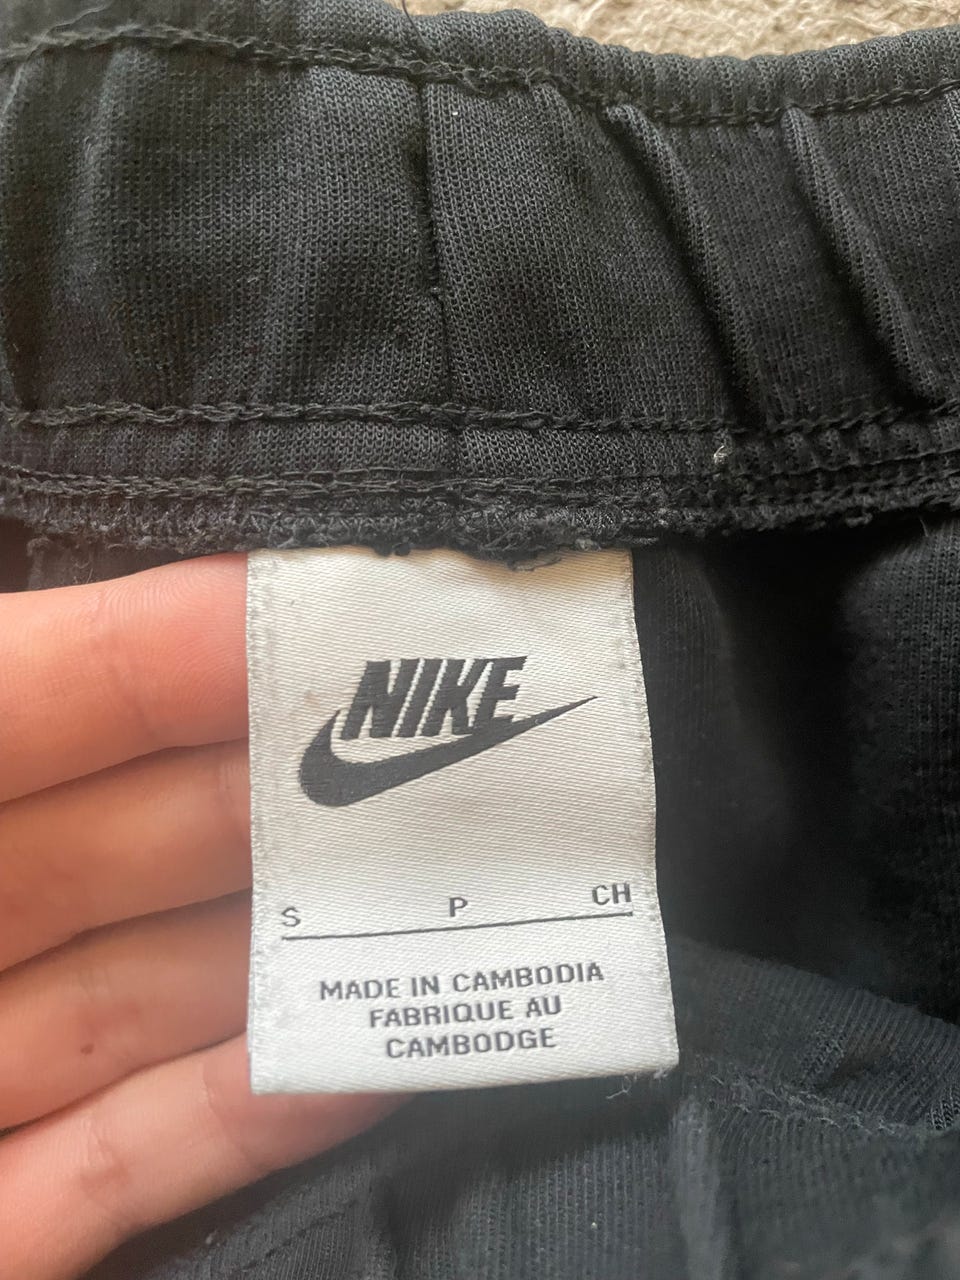 NIKE
S P CH
MADE IN CAMBODIA
FABRIQUE AU
CAMBODGE